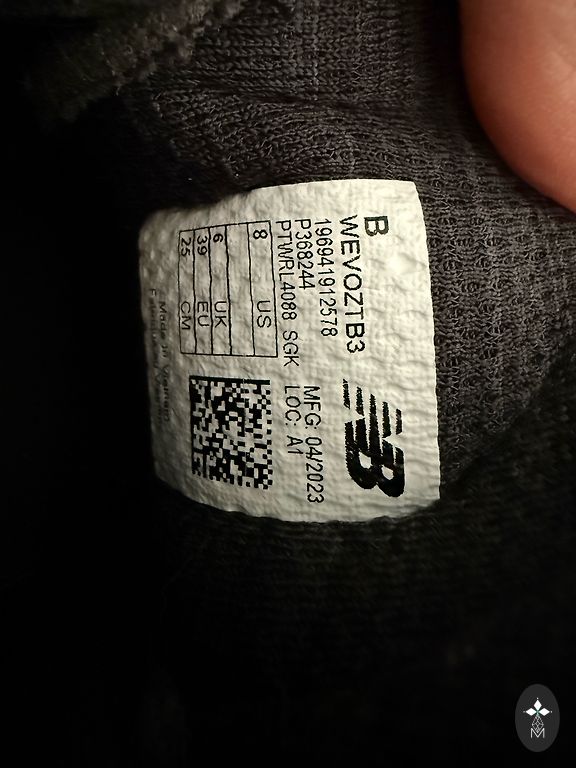 B
WEVOZTB3
196941912578
P368244
PTWRL4088 SGK
MFG: 04/2023
LOC: A1
8 US
6 UK
39 EU
25 CM
Made in Vietnam
NB
M